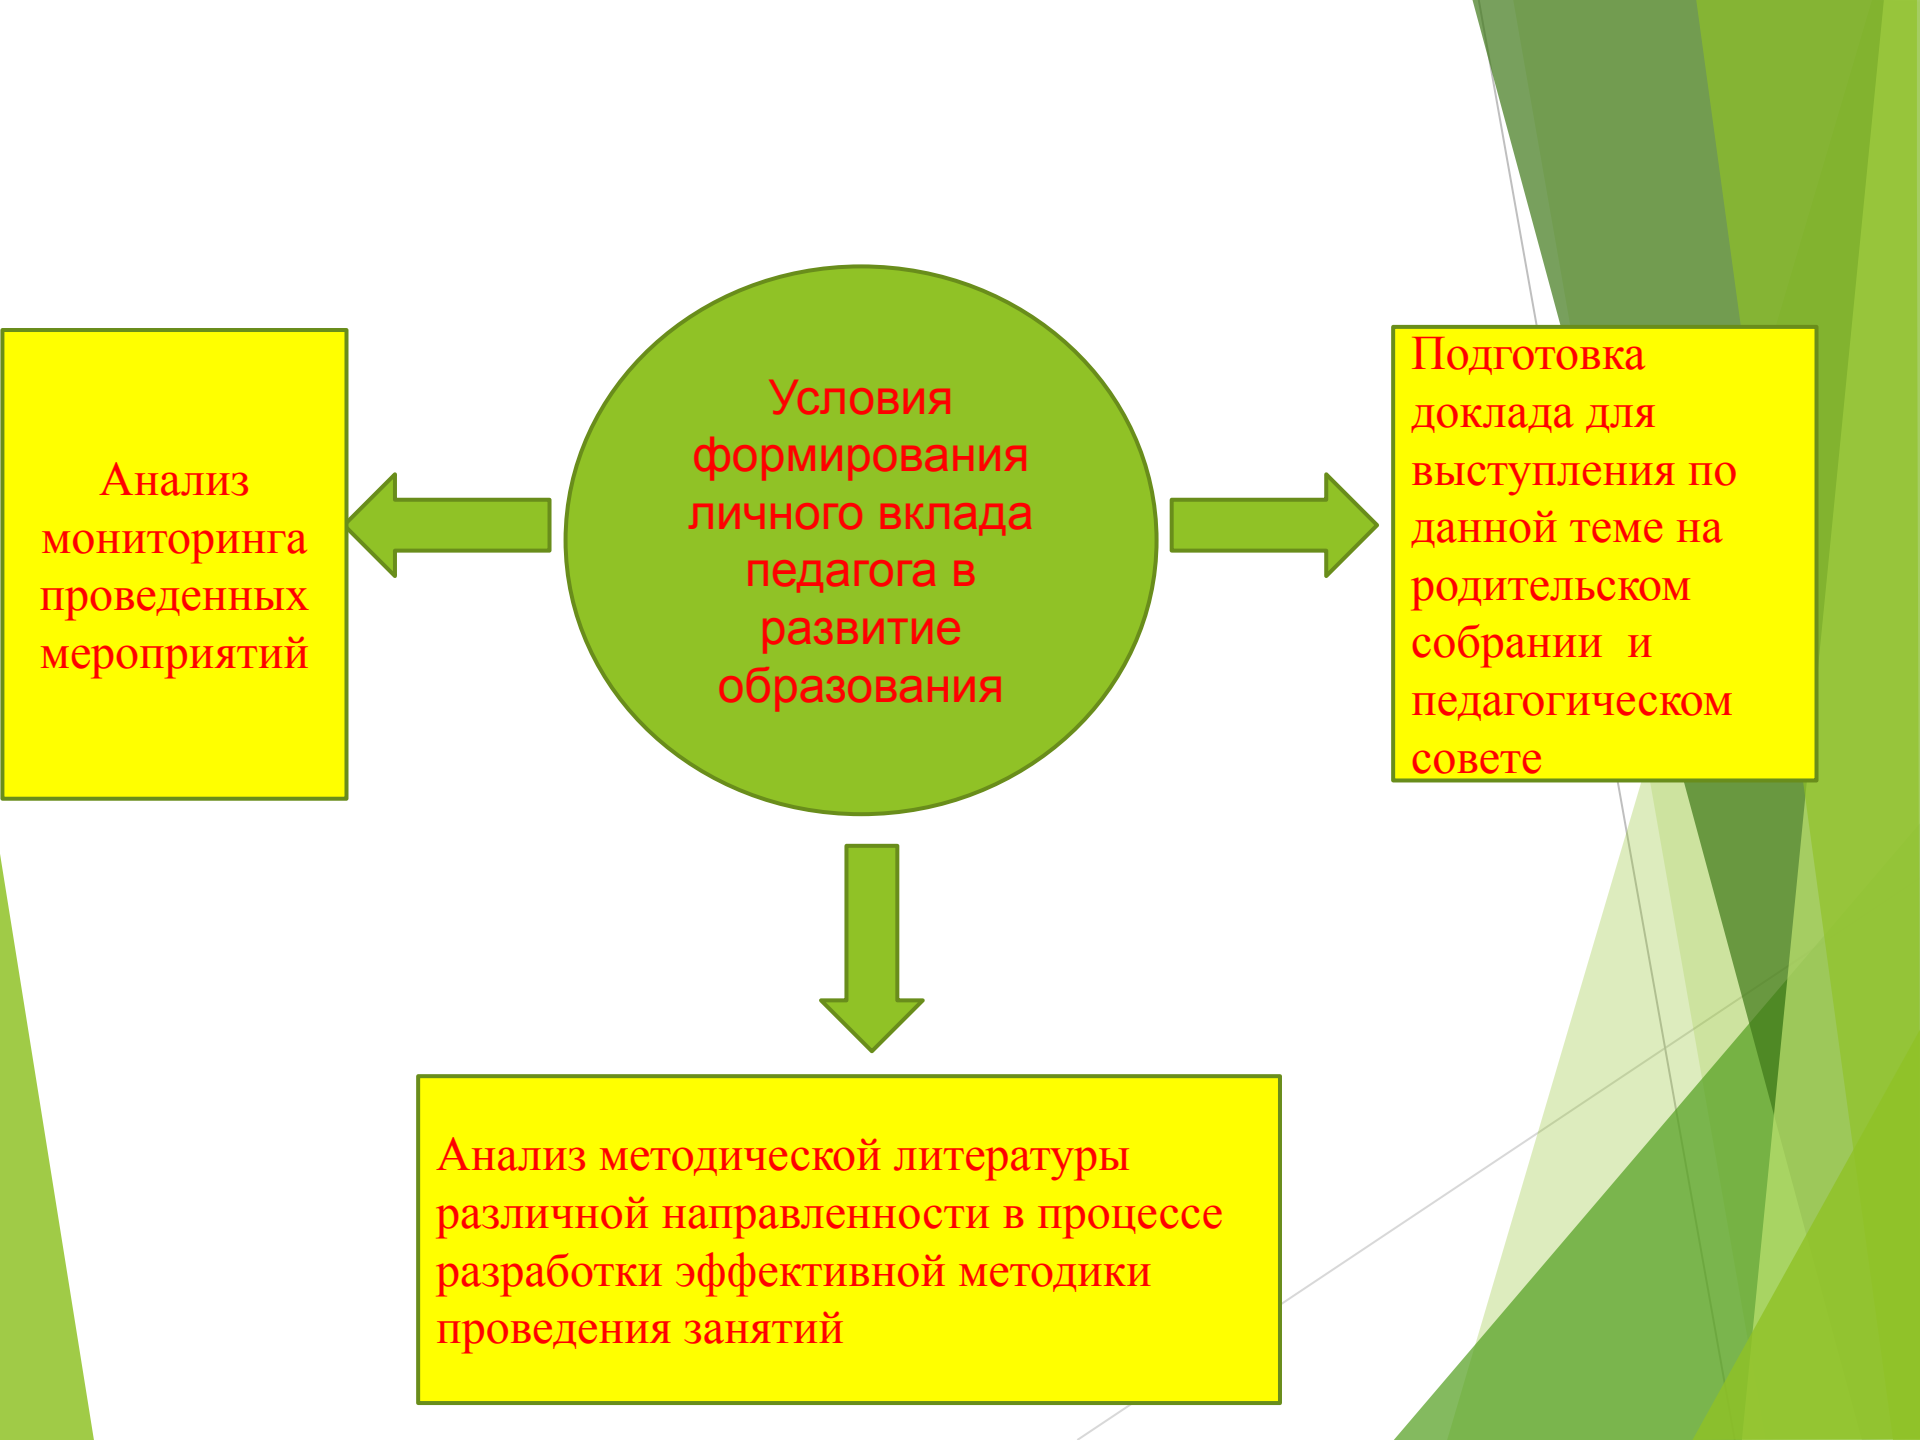 Условия
формирования
личного вклада
педагога в
развитие
образования
Анализ
мониторинга
проведенных
мероприятий
Подготовка
доклада для
выступления по
данной теме на
родительском
собрании  и
педагогическом
совете
Анализ методической литературы
различной направленности в процессе
разработки эффективной методики
проведения занятий